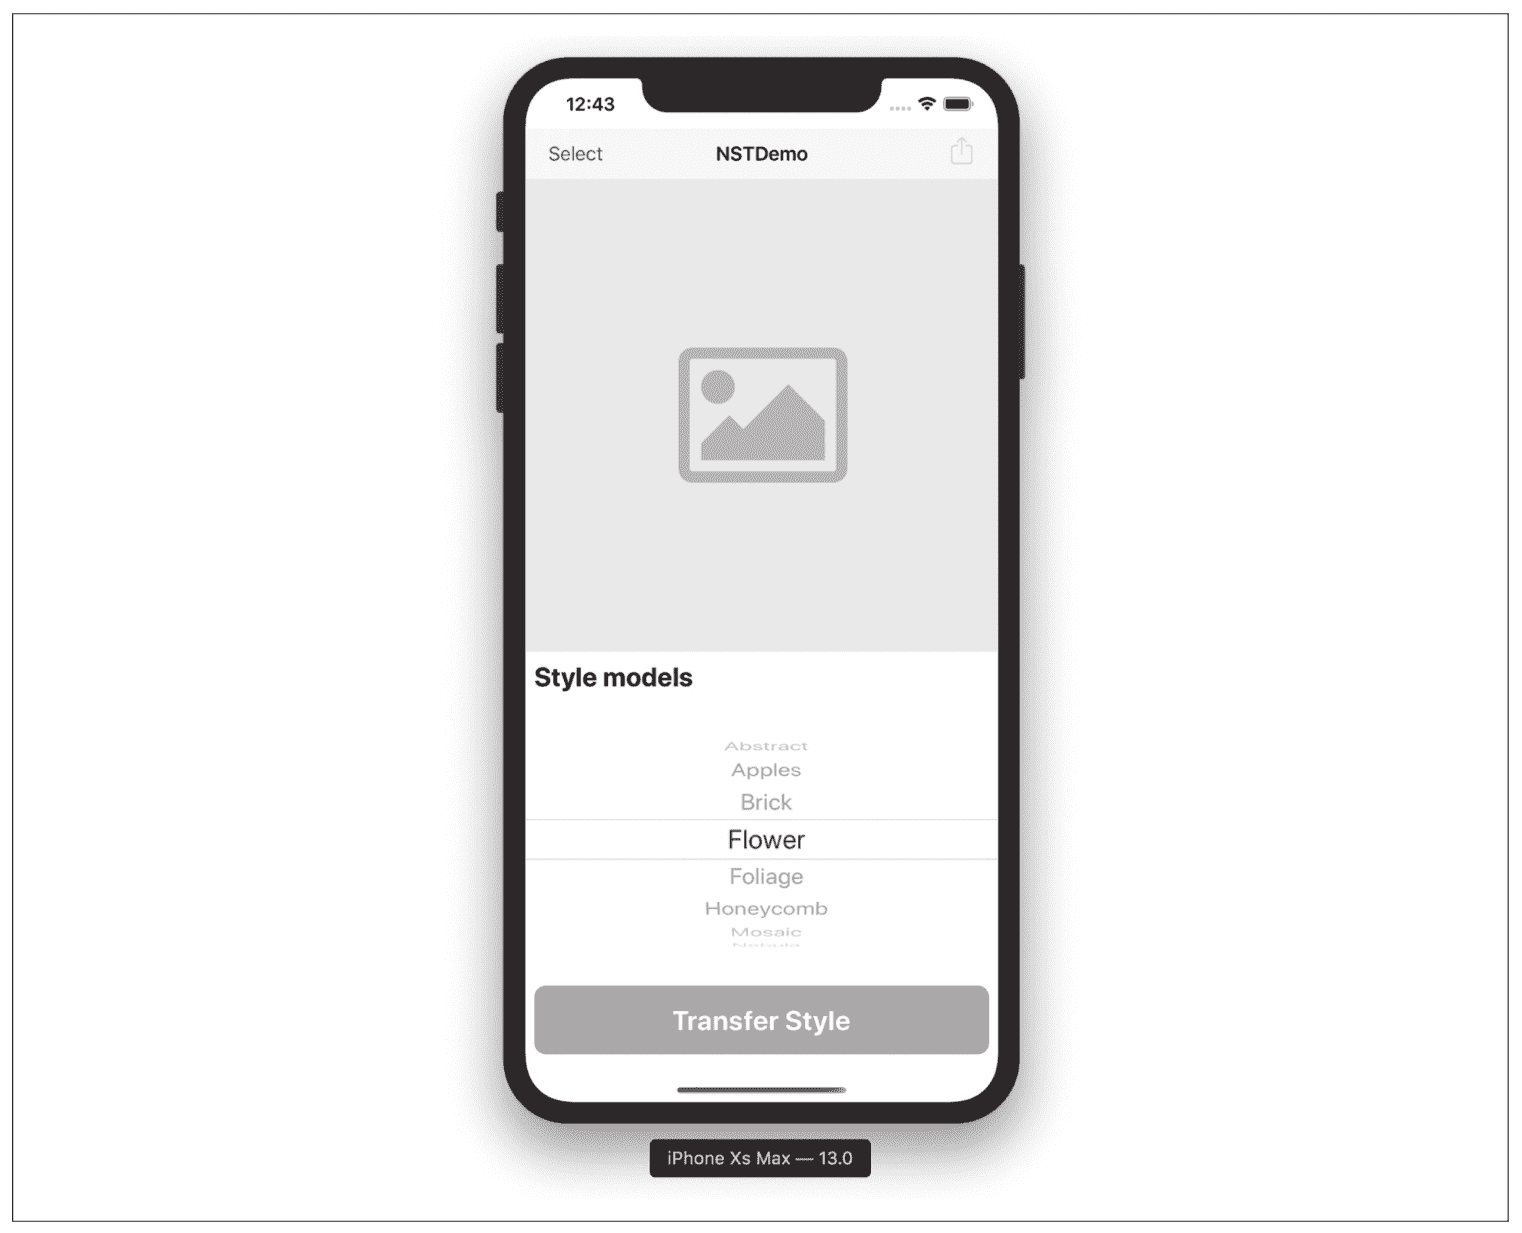 12:43
Select NSTDemo
Style models
Abstract
Apples
Brick
Flower
Foliage
Honeycomb
Mosaic
Nebula
Transfer Style
iPhone Xs Max — 13.0